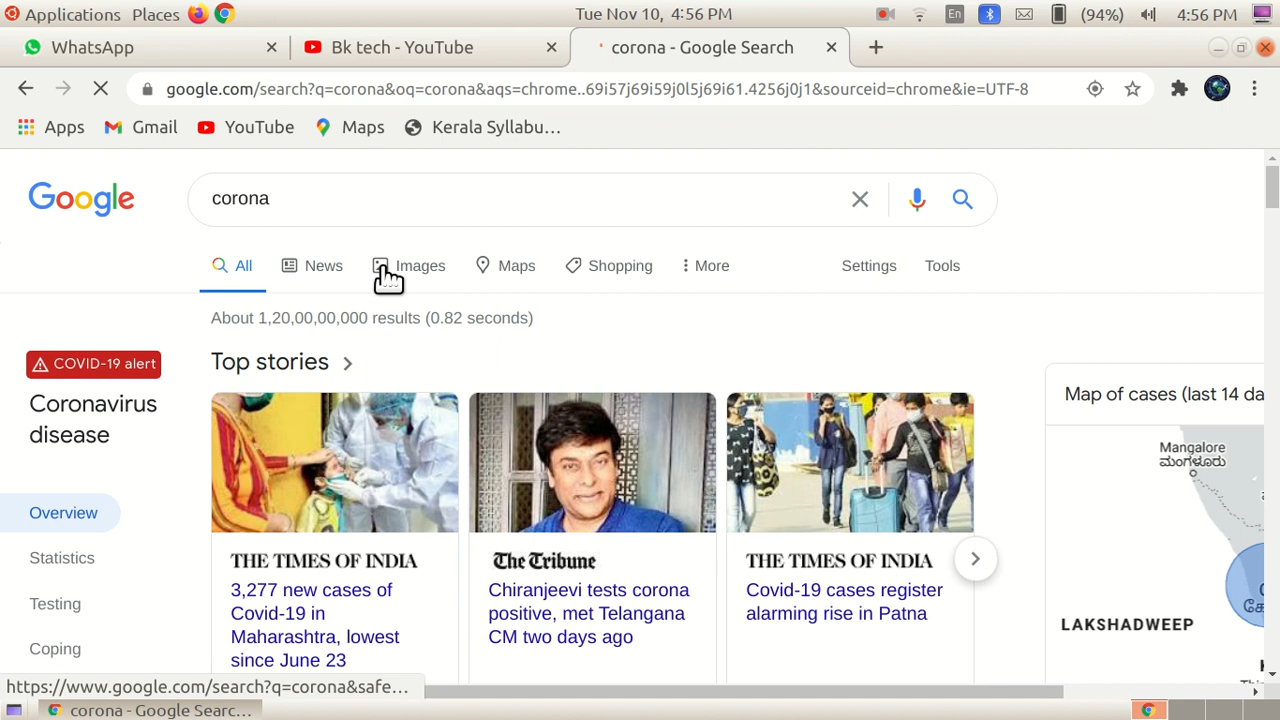 Applications Places Tue Nov 10, 4:56 PM En (94%) 4:56 PM
WhatsApp Bk tech - YouTube corona - Google Search
google.com/search?q=corona&oq=corona&aqs=chrome..69i57j69i59j0l5j69i61.4256j0j1&sourceid=chrome&ie=UTF-8
Apps Gmail YouTube Maps Kerala Syllabu…
Google corona
All News Images Maps Shopping More Settings Tools
About 1,20,00,00,000 results (0.82 seconds)
COVID-19 alert
Coronavirus
disease
Overview
Statistics
Testing
Coping
Top stories
THE TIMES OF INDIA
3,277 new cases of
Covid-19 in
Maharashtra, lowest
since June 23
The Tribune
Chiranjeevi tests corona
positive, met Telangana
CM two days ago
THE TIMES OF INDIA
Covid-19 cases register
alarming rise in Patna
Map of cases (last 14 da
Mangalore
ಮಂಗಳೂರು
LAKSHADWEEP
https://www.google.com/search?q=corona&safe…
corona - Google Searc…